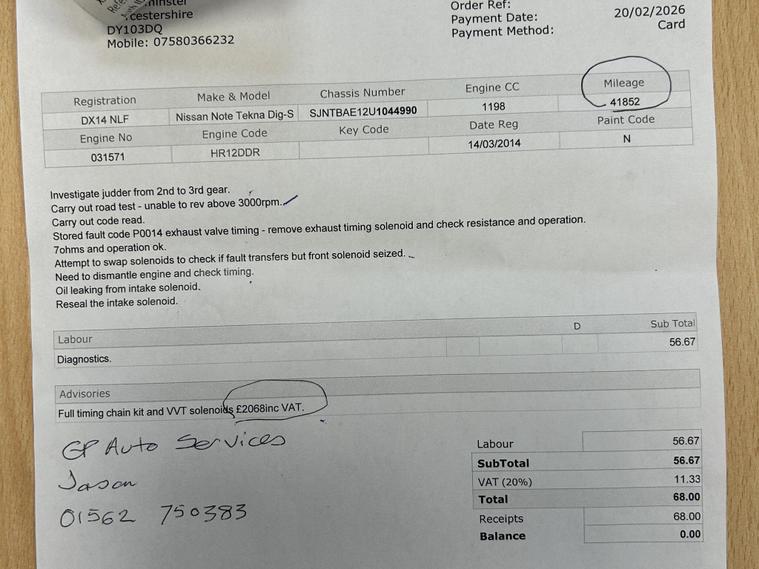 cestershire
DY103DQ
Mobile: 07580366232
Order Ref:
Payment Date: 20/02/2026
Payment Method: Card
Registration Make & Model Chassis Number Engine CC Mileage
DX14 NLF Nissan Note Tekna Dig-S SJNTBAE12U1044990 1198 41852
Engine No Engine Code Key Code Date Reg Paint Code
031571 HR12DDR 14/03/2014 N
Investigate judder from 2nd to 3rd gear.
Carry out road test - unable to rev above 3000rpm.
Carry out code read.
Stored fault code P0014 exhaust valve timing - remove exhaust timing solenoid and check resistance and operation.
7ohms and operation ok.
Attempt to swap solenoids to check if fault transfers but front solenoid seized.
Need to dismantle engine and check timing.
Oil leaking from intake solenoid.
Reseal the intake solenoid.
Labour D Sub Total
Diagnostics. 56.67
Advisories
Full timing chain kit and VVT solenoids £2068inc VAT.
GP Auto Services
Jason
01562 750383
Labour 56.67
SubTotal 56.67
VAT (20%) 11.33
Total 68.00
Receipts 68.00
Balance 0.00